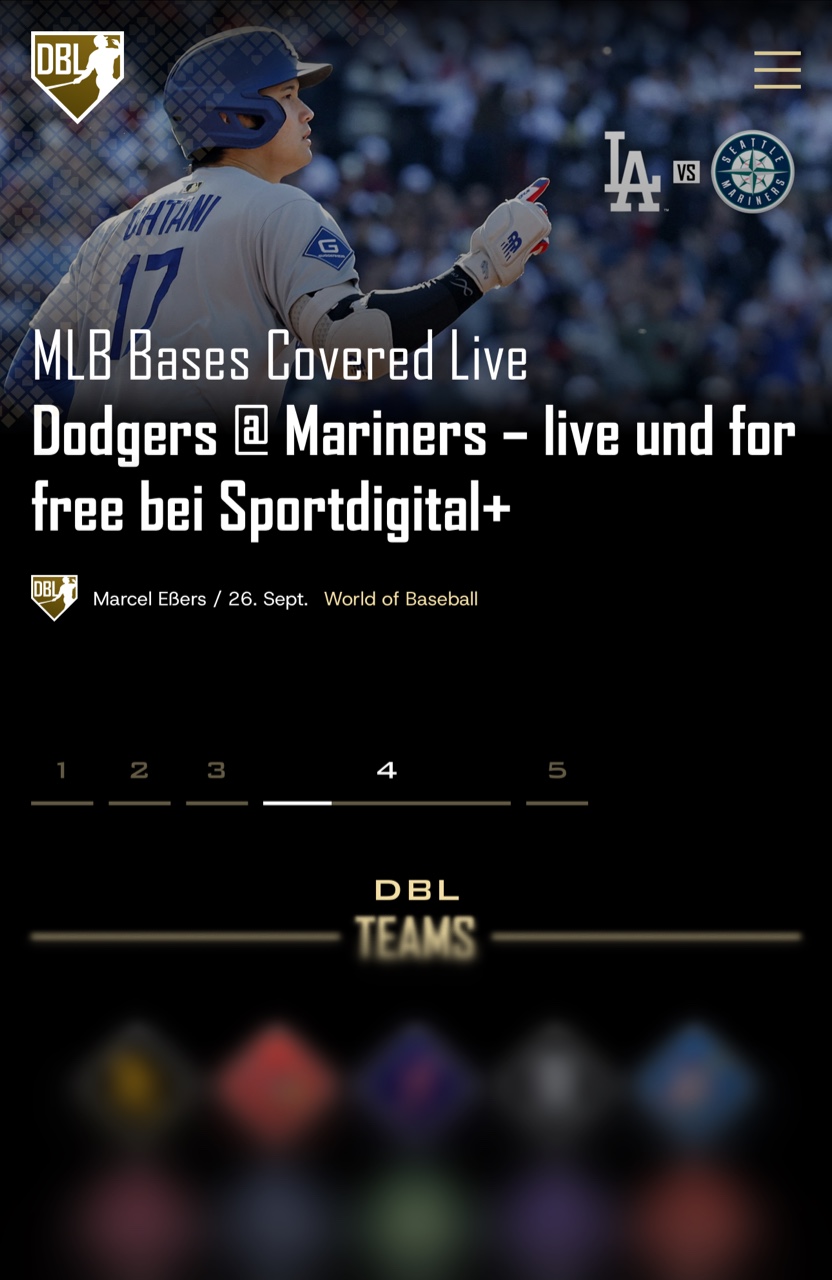 DBL
LA
VS
SEATTLE
MARINERS
OHTANI
17
G
MLB Bases Covered Live
Dodgers @ Mariners – live und for
free bei Sportdigital+
DBL
Marcel Eßers / 26. Sept. World of Baseball
1 2 3 4 5
DBL
TEAMS